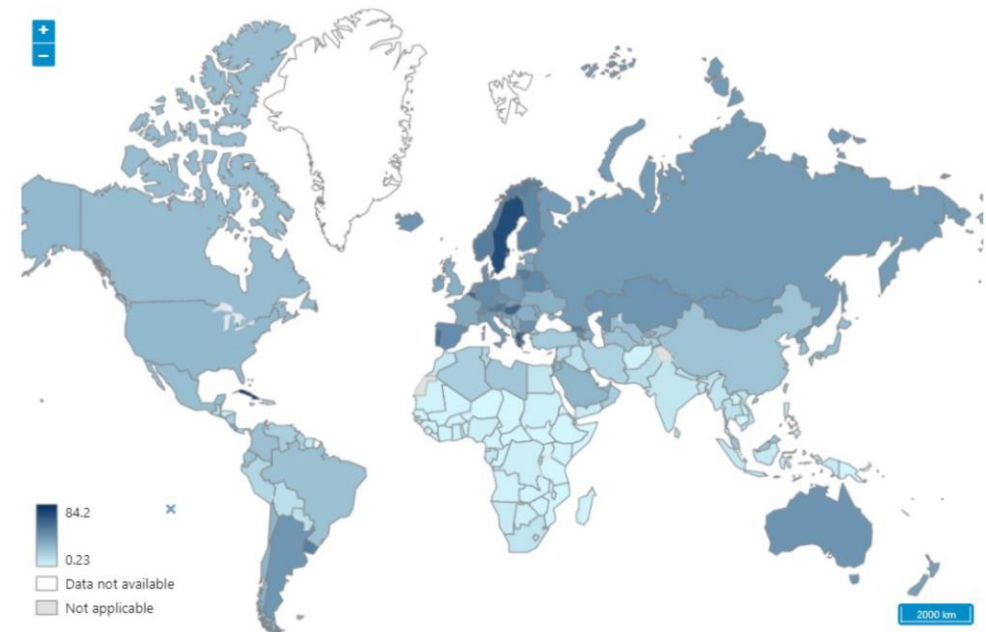 +
−
84.2
0.23
Data not available
Not applicable
2000 km